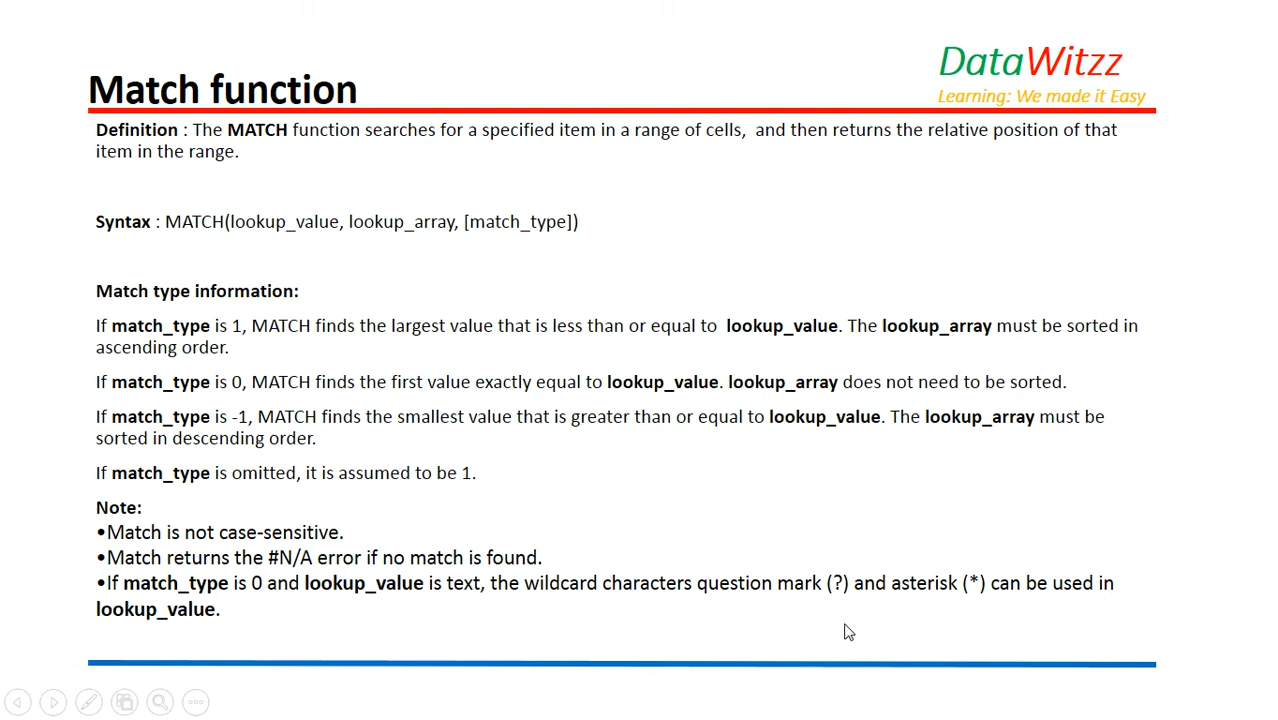 DataWitzz
Match function
Learning: We made it Easy
Definition : The MATCH function searches for a specified item in a range of cells,  and then returns the relative position of that
item in the range.
Syntax : MATCH(lookup_value, lookup_array, [match_type])
Match type information:
If match_type is 1, MATCH finds the largest value that is less than or equal to  lookup_value. The lookup_array must be sorted in
ascending order.
If match_type is 0, MATCH finds the first value exactly equal to lookup_value. lookup_array does not need to be sorted.
If match_type is -1, MATCH finds the smallest value that is greater than or equal to lookup_value. The lookup_array must be
sorted in descending order.
If match_type is omitted, it is assumed to be 1.
Note:
•Match is not case-sensitive.
•Match returns the #N/A error if no match is found.
•If match_type is 0 and lookup_value is text, the wildcard characters question mark (?) and asterisk (*) can be used in
lookup_value.